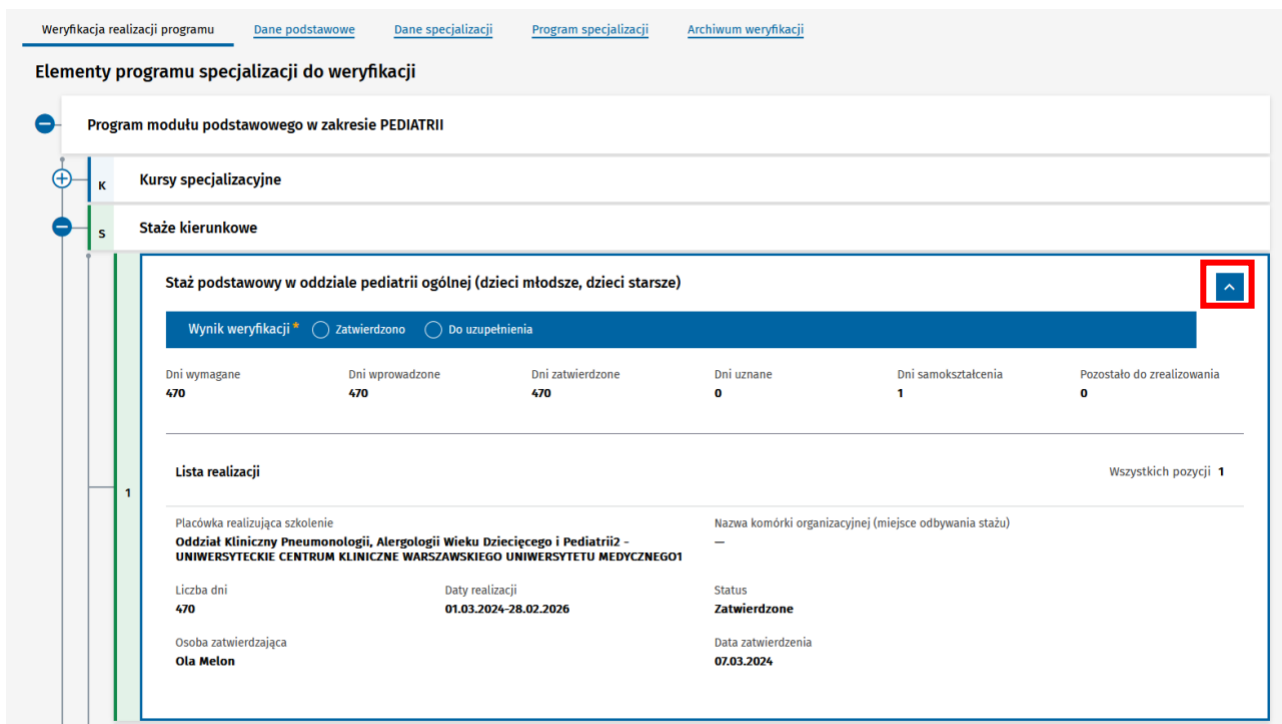 Weryfikacja realizacji programu Dane podstawowe Dane specjalizacji Program specjalizacji Archiwum weryfikacji
Elementy programu specjalizacji do weryfikacji
Program modułu podstawowego w zakresie PEDIATRII
K Kursy specjalizacyjne
S Staże kierunkowe
Staż podstawowy w oddziale pediatrii ogólnej (dzieci młodsze, dzieci starsze)
Wynik weryfikacji * Zatwierdzono Do uzupełnienia
Dni wymagane Dni wprowadzone Dni zatwierdzone Dni uznane Dni samokształcenia Pozostało do zrealizowania
470 470 470 0 1 0
Lista realizacji Wszystkich pozycji 1
1
Placówka realizująca szkolenie Nazwa komórki organizacyjnej (miejsce odbywania stażu)
Oddział Kliniczny Pneumonologii, Alergologii Wieku Dziecięcego i Pediatrii2 - —
UNIWERSYTECKIE CENTRUM KLINICZNE WARSZAWSKIEGO UNIWERSYTETU MEDYCZNEGO1
Liczba dni Daty realizacji Status
470 01.03.2024-28.02.2026 Zatwierdzone
Osoba zatwierdzająca Data zatwierdzenia
Ola Melon 07.03.2024